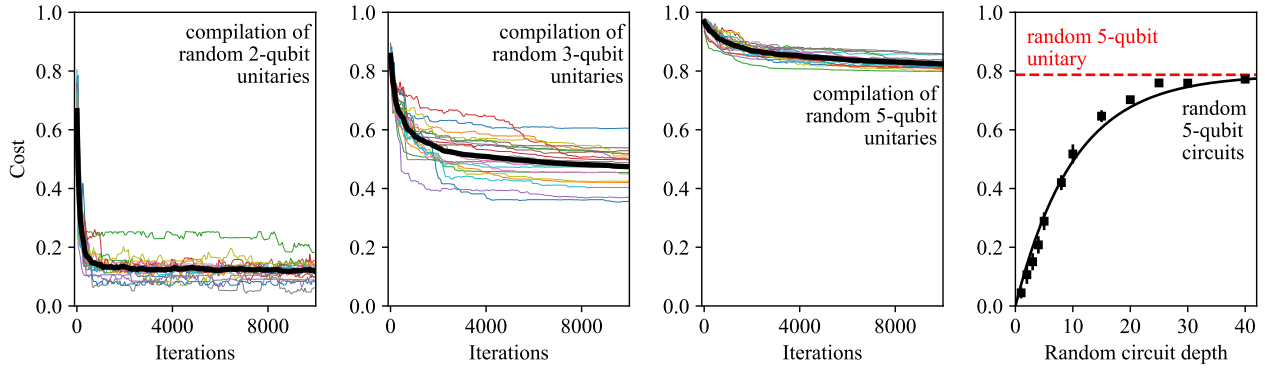 Cost
1.0
0.8
0.6
0.4
0.2
0.0
0
4000
8000
Iterations
compilation of
random 2-qubit
unitaries
1.0
0.8
0.6
0.4
0.2
0.0
0
4000
8000
Iterations
compilation of
random 3-qubit
unitaries
1.0
0.8
0.6
0.4
0.2
0.0
0
4000
8000
Iterations
compilation of
random 5-qubit
unitaries
1.0
0.8
0.6
0.4
0.2
0.0
0
10
20
30
40
Random circuit depth
random 5-qubit
unitary
random
5-qubit
circuits